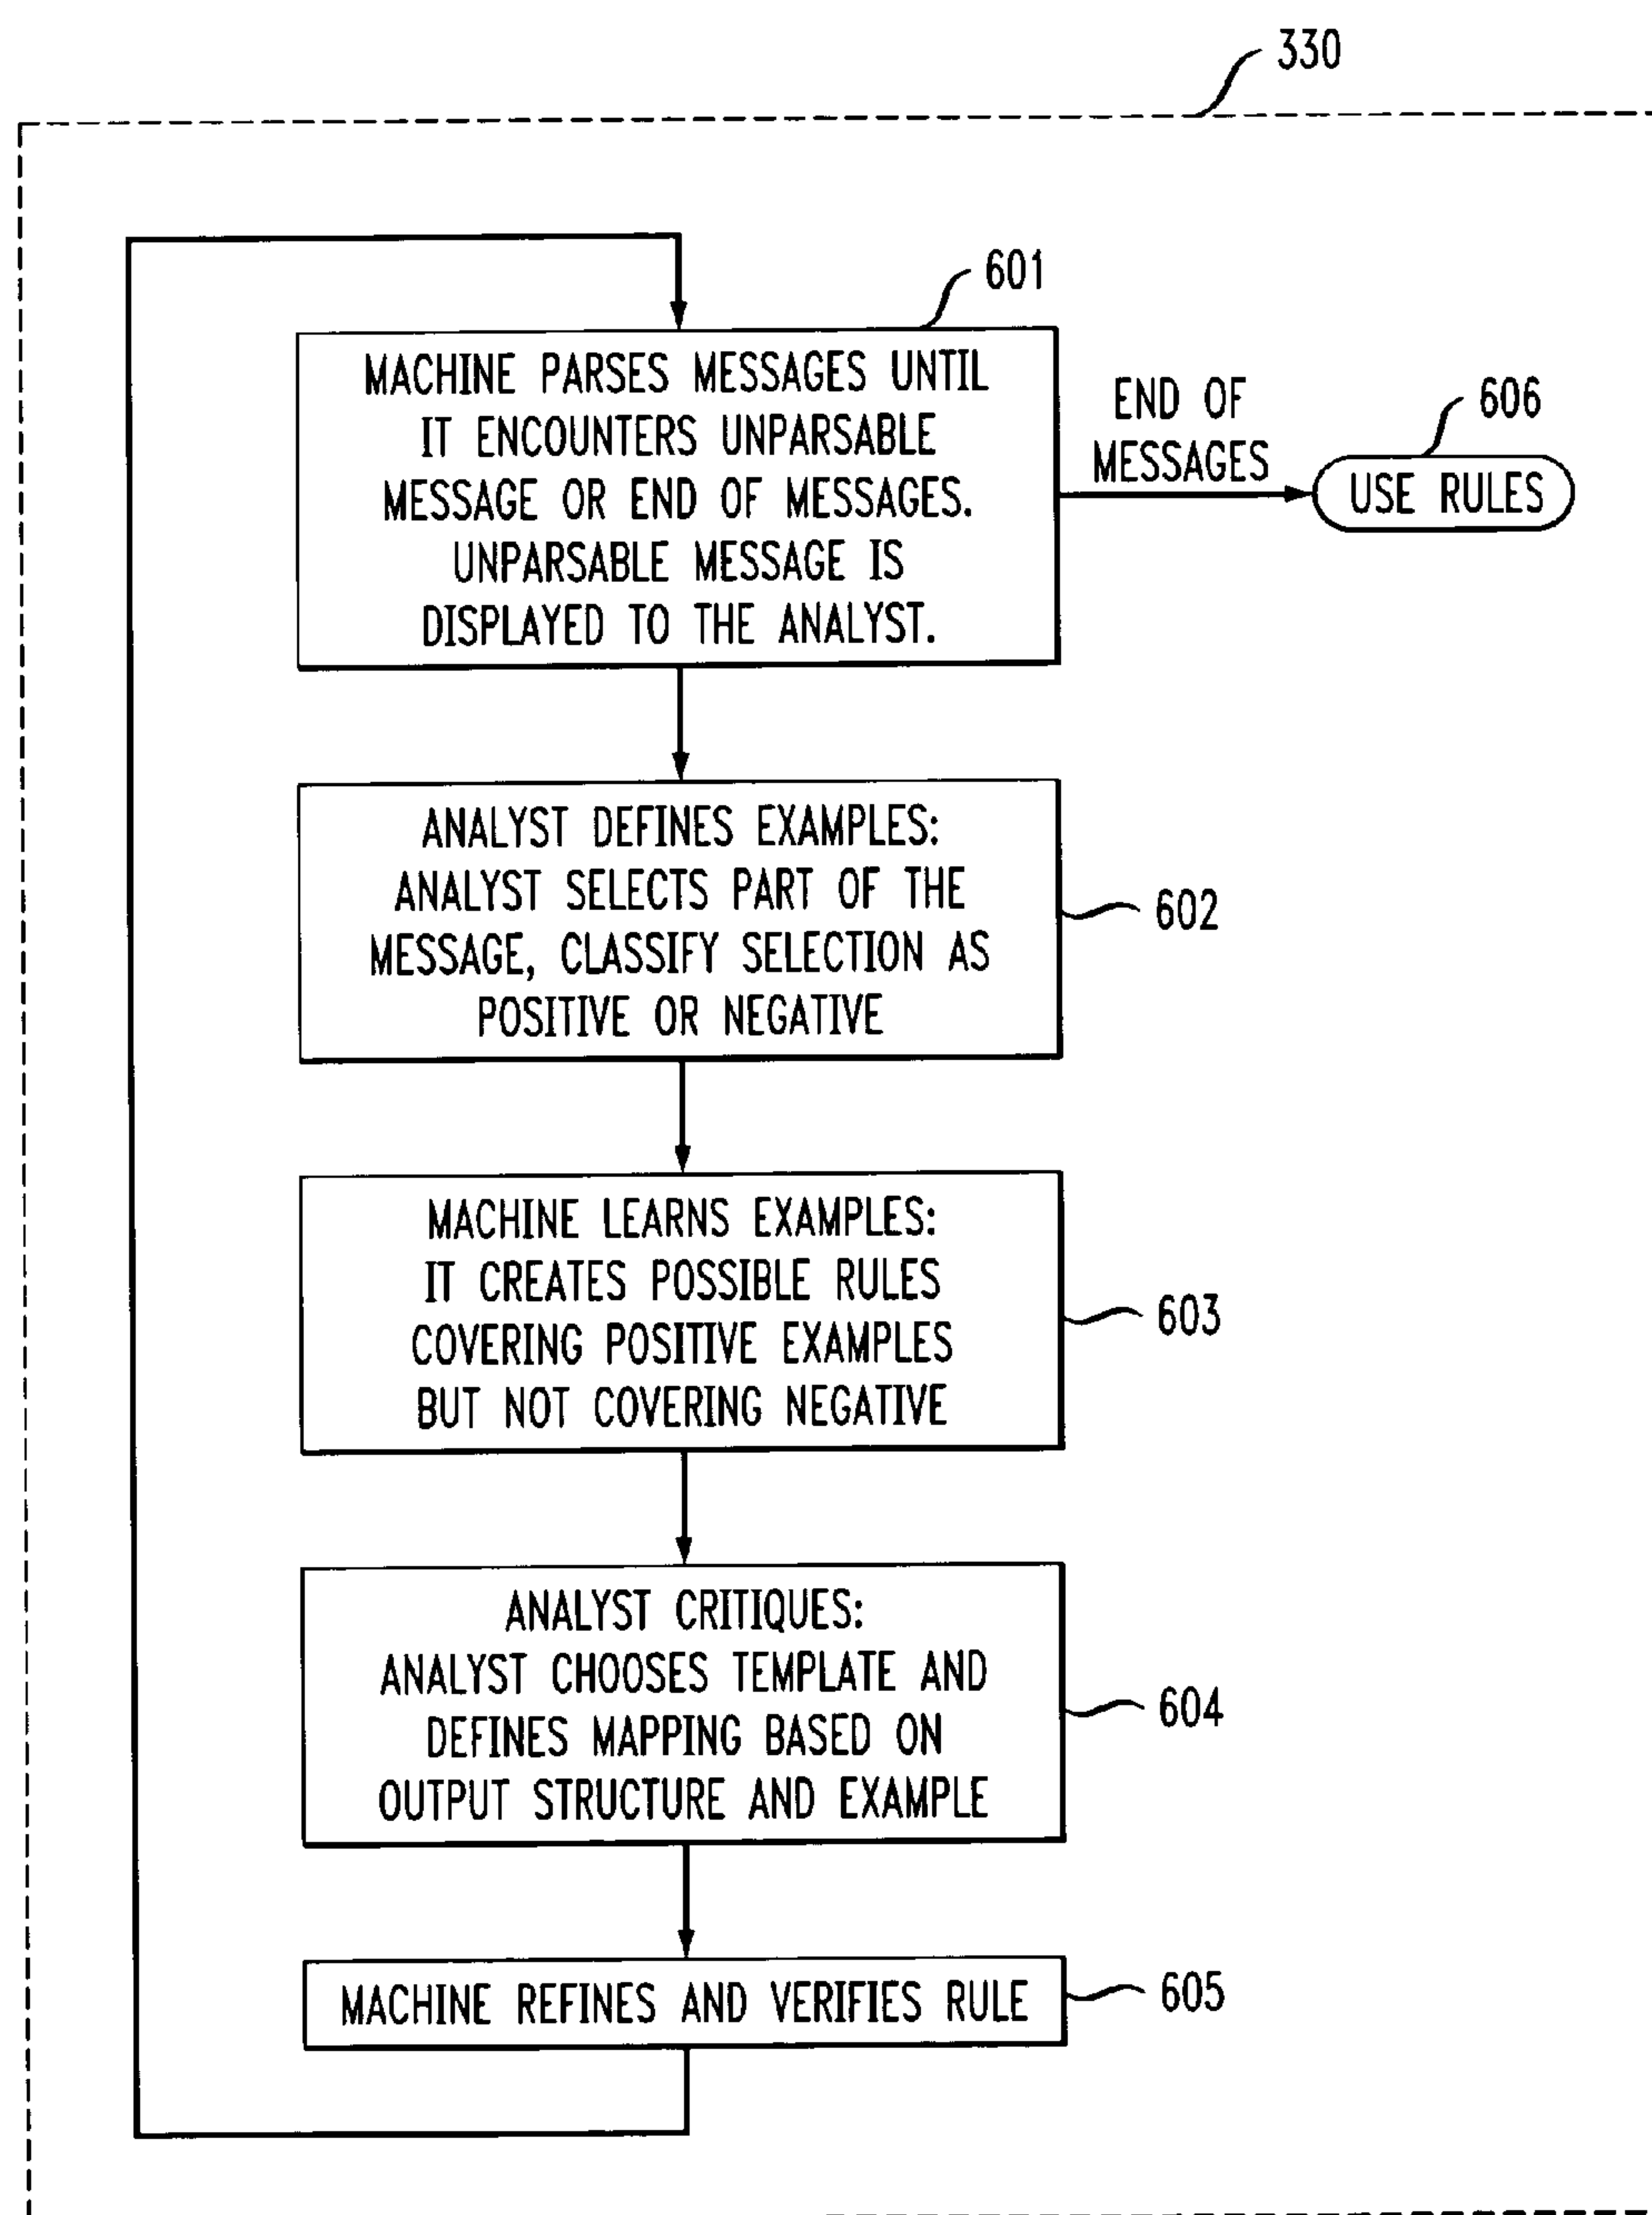 330
601
MACHINE PARSES MESSAGES UNTIL
IT ENCOUNTERS UNPARSABLE
MESSAGE OR END OF MESSAGES.
UNPARSABLE MESSAGE IS
DISPLAYED TO THE ANALYST.
END OF
MESSAGES
606
USE RULES
ANALYST DEFINES EXAMPLES:
ANALYST SELECTS PART OF THE
MESSAGE, CLASSIFY SELECTION AS
POSITIVE OR NEGATIVE
602
MACHINE LEARNS EXAMPLES:
IT CREATES POSSIBLE RULES
COVERING POSITIVE EXAMPLES
BUT NOT COVERING NEGATIVE
603
ANALYST CRITIQUES:
ANALYST CHOOSES TEMPLATE AND
DEFINES MAPPING BASED ON
OUTPUT STRUCTURE AND EXAMPLE
604
MACHINE REFINES AND VERIFIES RULE
605